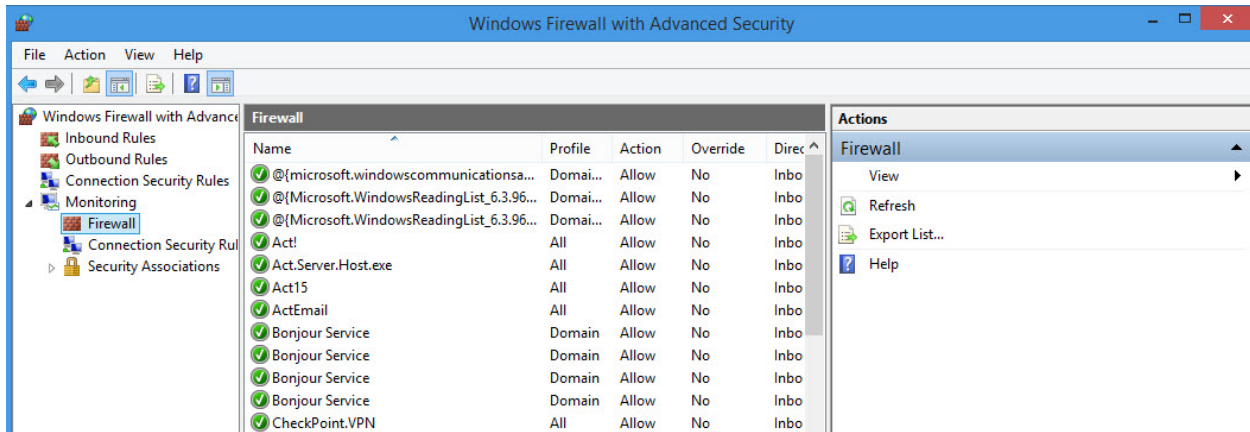 Windows Firewall with Advanced Security
File Action View Help
Windows Firewall with Advance
Inbound Rules
Outbound Rules
Connection Security Rules
Monitoring
Firewall
Connection Security Rul
Security Associations
Firewall
Name Profile Action Override Direc
@{microsoft.windowscommunicationsa... Domai... Allow No Inbo
@{Microsoft.WindowsReadingList_6.3.96... Domai... Allow No Inbo
@{Microsoft.WindowsReadingList_6.3.96... Domai... Allow No Inbo
Act! All Allow No Inbo
Act.Server.Host.exe All Allow No Inbo
Act15 All Allow No Inbo
ActEmail All Allow No Inbo
Bonjour Service Domain Allow No Inbo
Bonjour Service Domain Allow No Inbo
Bonjour Service Domain Allow No Inbo
Bonjour Service Domain Allow No Inbo
CheckPoint.VPN All Allow No Inbo
Actions
Firewall
View
Refresh
Export List...
Help